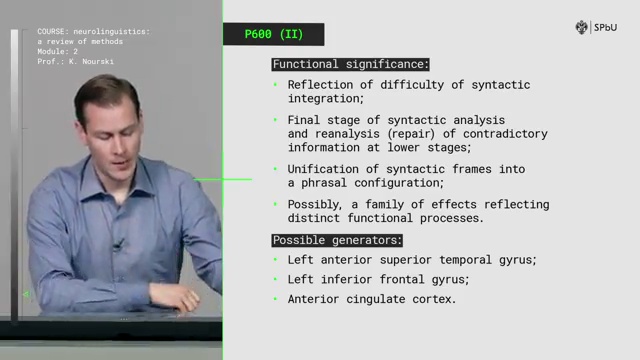 COURSE: neurolinguistics:
a review of methods
Module: 2
Prof.: K. Nourski
P600 (II)
SPbU
Functional significance:
Reflection of difficulty of syntactic
integration;
Final stage of syntactic analysis
and reanalysis (repair) of contradictory
information at lower stages;
Unification of syntactic frames into
a phrasal configuration;
Possibly, a family of effects reflecting
distinct functional processes.
Possible generators:
Left anterior superior temporal gyrus;
Left inferior frontal gyrus;
Anterior cingulate cortex.